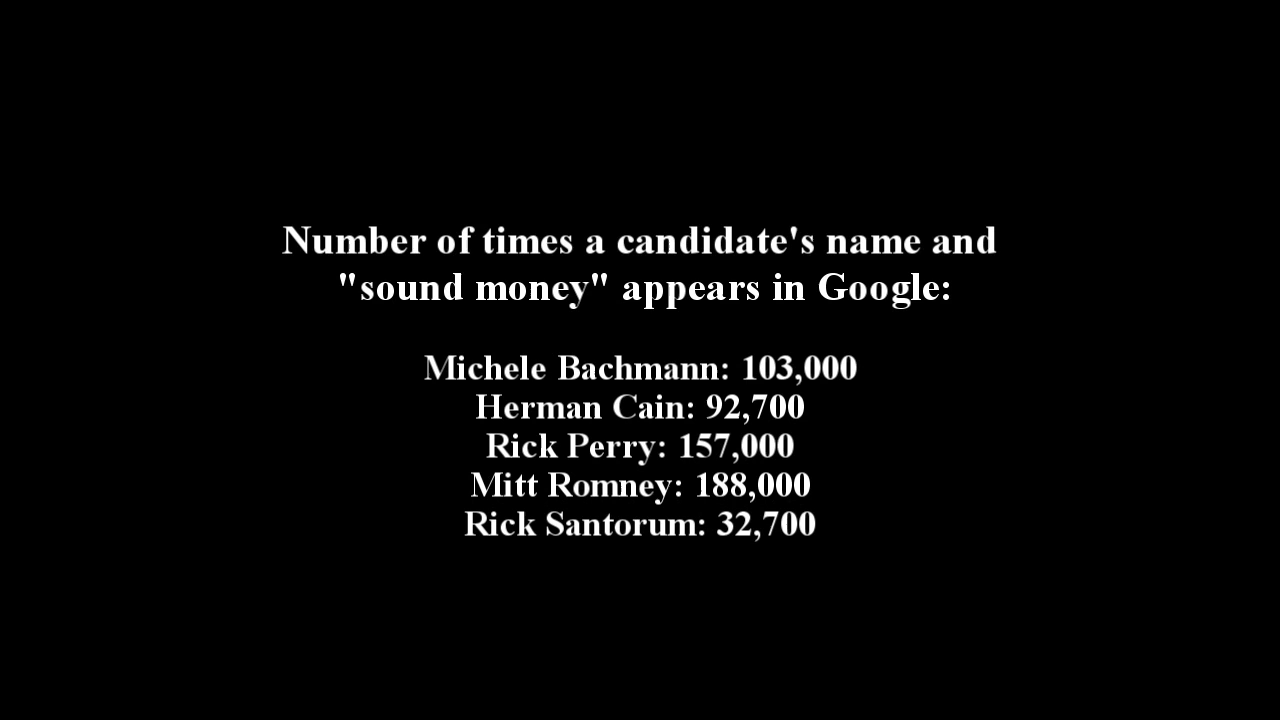 Number of times a candidate's name and
"sound money" appears in Google:
Michele Bachmann: 103,000
Herman Cain: 92,700
Rick Perry: 157,000
Mitt Romney: 188,000
Rick Santorum: 32,700